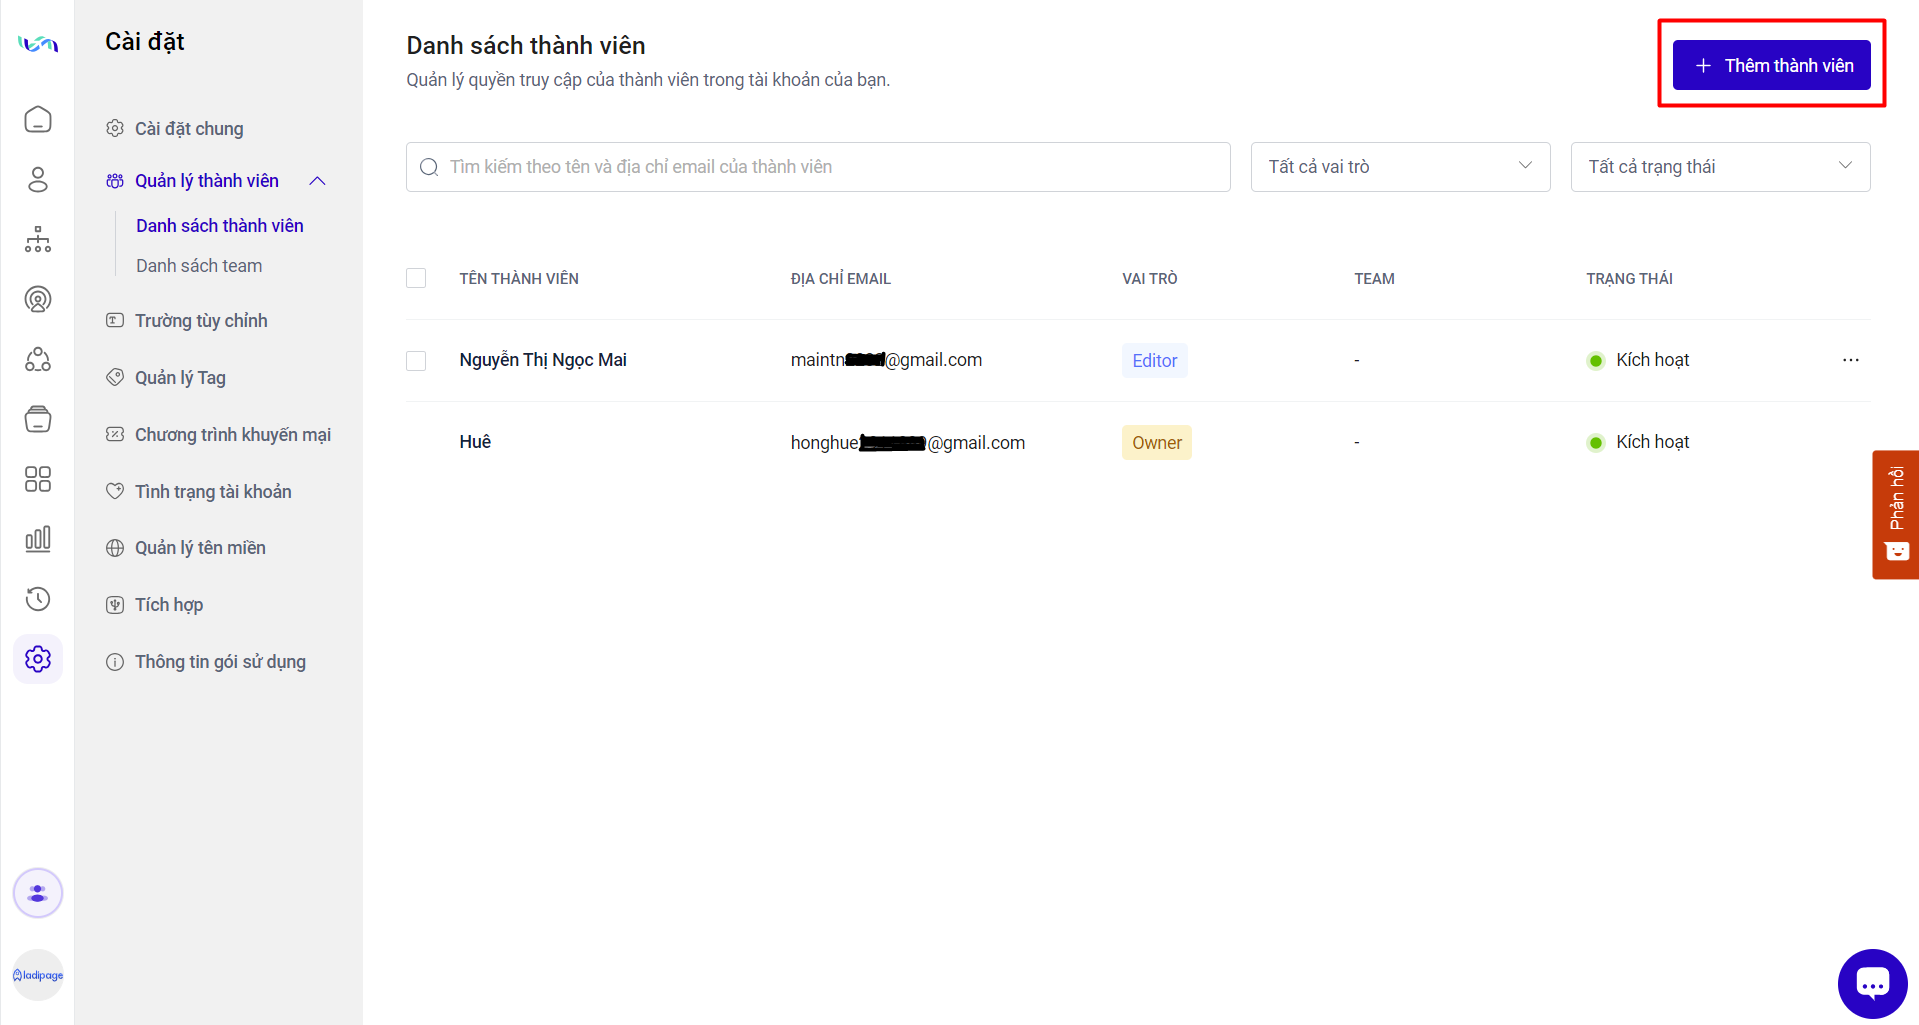 Cài đặt
Cài đặt chung
Quản lý thành viên
Danh sách thành viên
Danh sách team
Trường tùy chỉnh
Quản lý Tag
Chương trình khuyến mại
Tình trạng tài khoản
Quản lý tên miền
Tích hợp
Thông tin gói sử dụng
ladipage
Danh sách thành viên
Quản lý quyền truy cập của thành viên trong tài khoản của bạn.
Thêm thành viên
Tìm kiếm theo tên và địa chỉ email của thành viên
Tất cả vai trò
Tất cả trạng thái
TÊN THÀNH VIÊN ĐỊA CHỈ EMAIL VAI TRÒ TEAM TRẠNG THÁI
Nguyễn Thị Ngọc Mai maintn @gmail.com Editor - Kích hoạt
Huê honghue @gmail.com Owner - Kích hoạt
Phản hồi